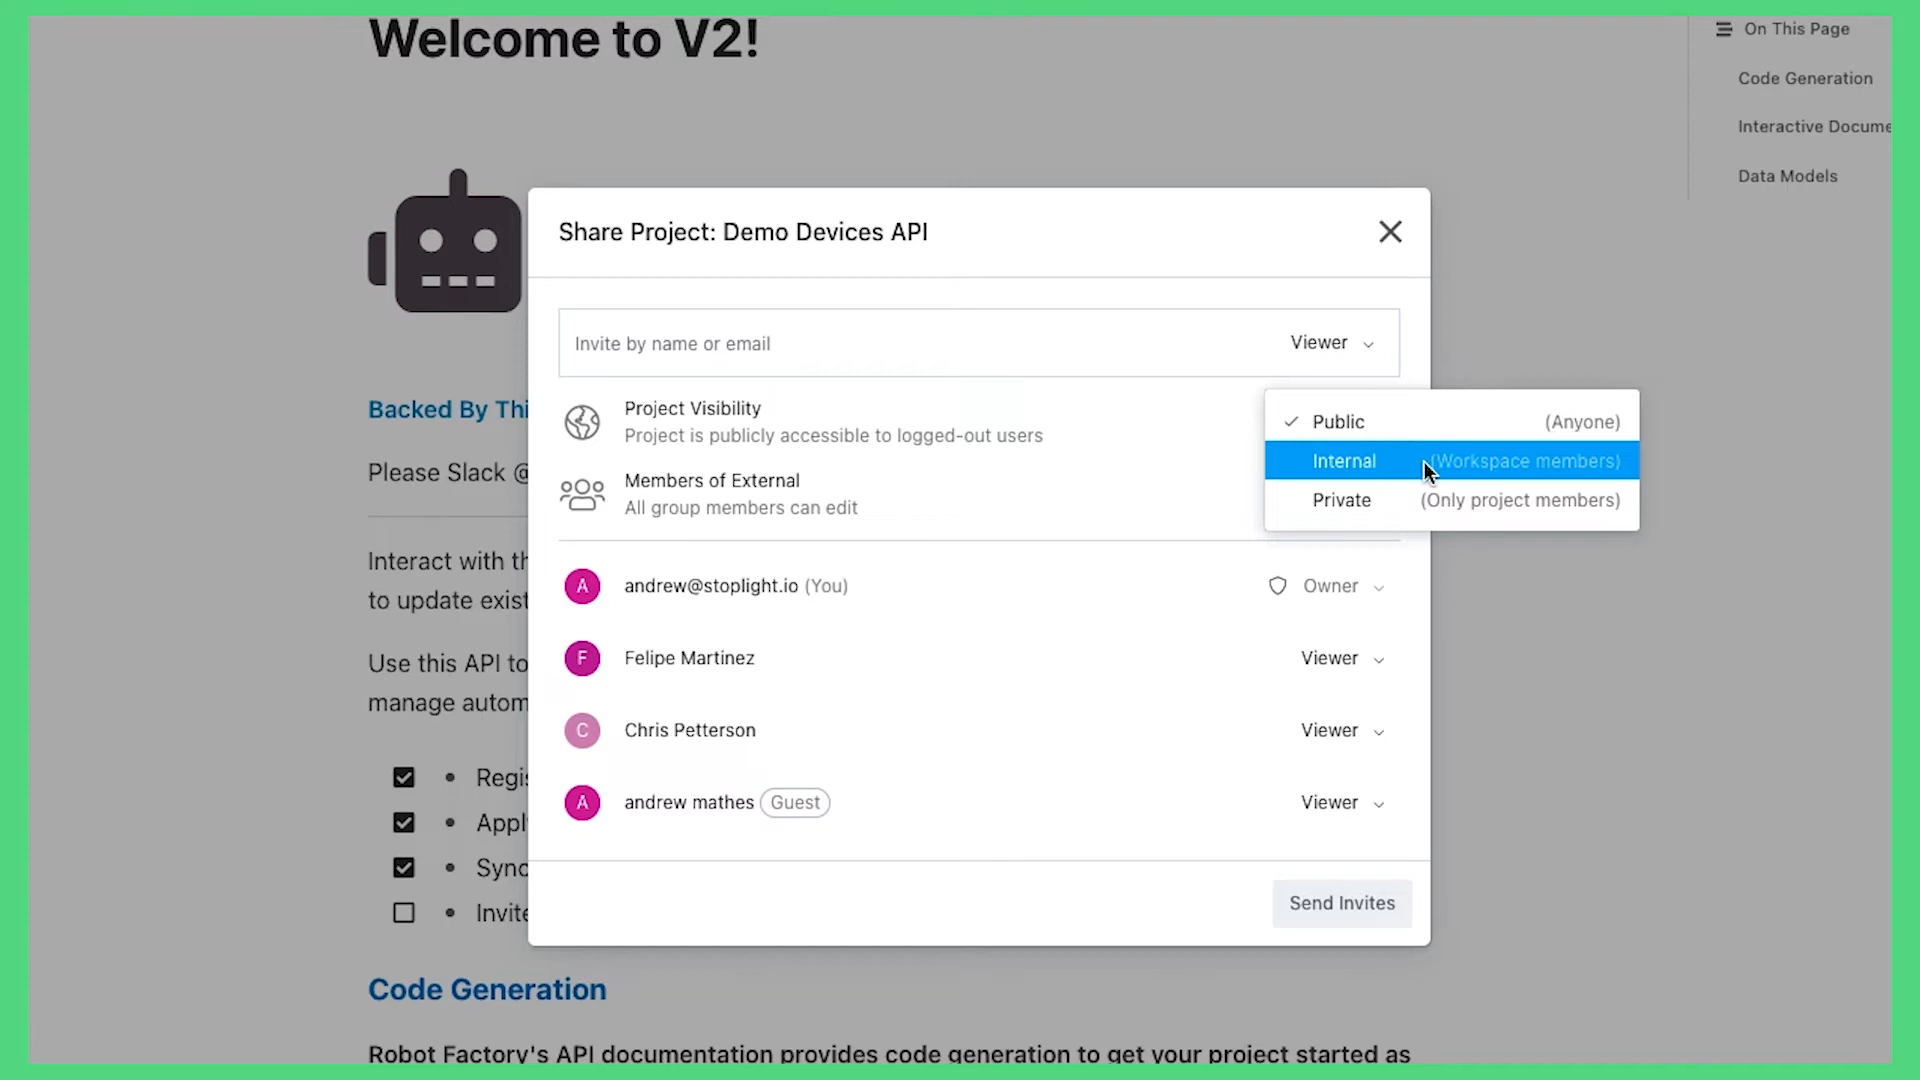 Welcome to V2!
On This Page
Code Generation
Interactive Docume
Data Models
Share Project: Demo Devices API
Invite by name or email
Viewer
Backed By Thi
Project Visibility
Project is publicly accessible to logged-out users
Public (Anyone)
Internal (Workspace members)
Private (Only project members)
Please Slack @
Members of External
All group members can edit
Interact with th
to update exist
andrew@stoplight.io (You)
Owner
Use this API to
manage autom
F
Felipe Martinez
Viewer
C
Chris Petterson
Viewer
A
andrew mathes Guest
Viewer
A
Regis
Appl
Sync
Invite
Send Invites
Code Generation
Robot Factory's API documentation provides code generation to get your project started as